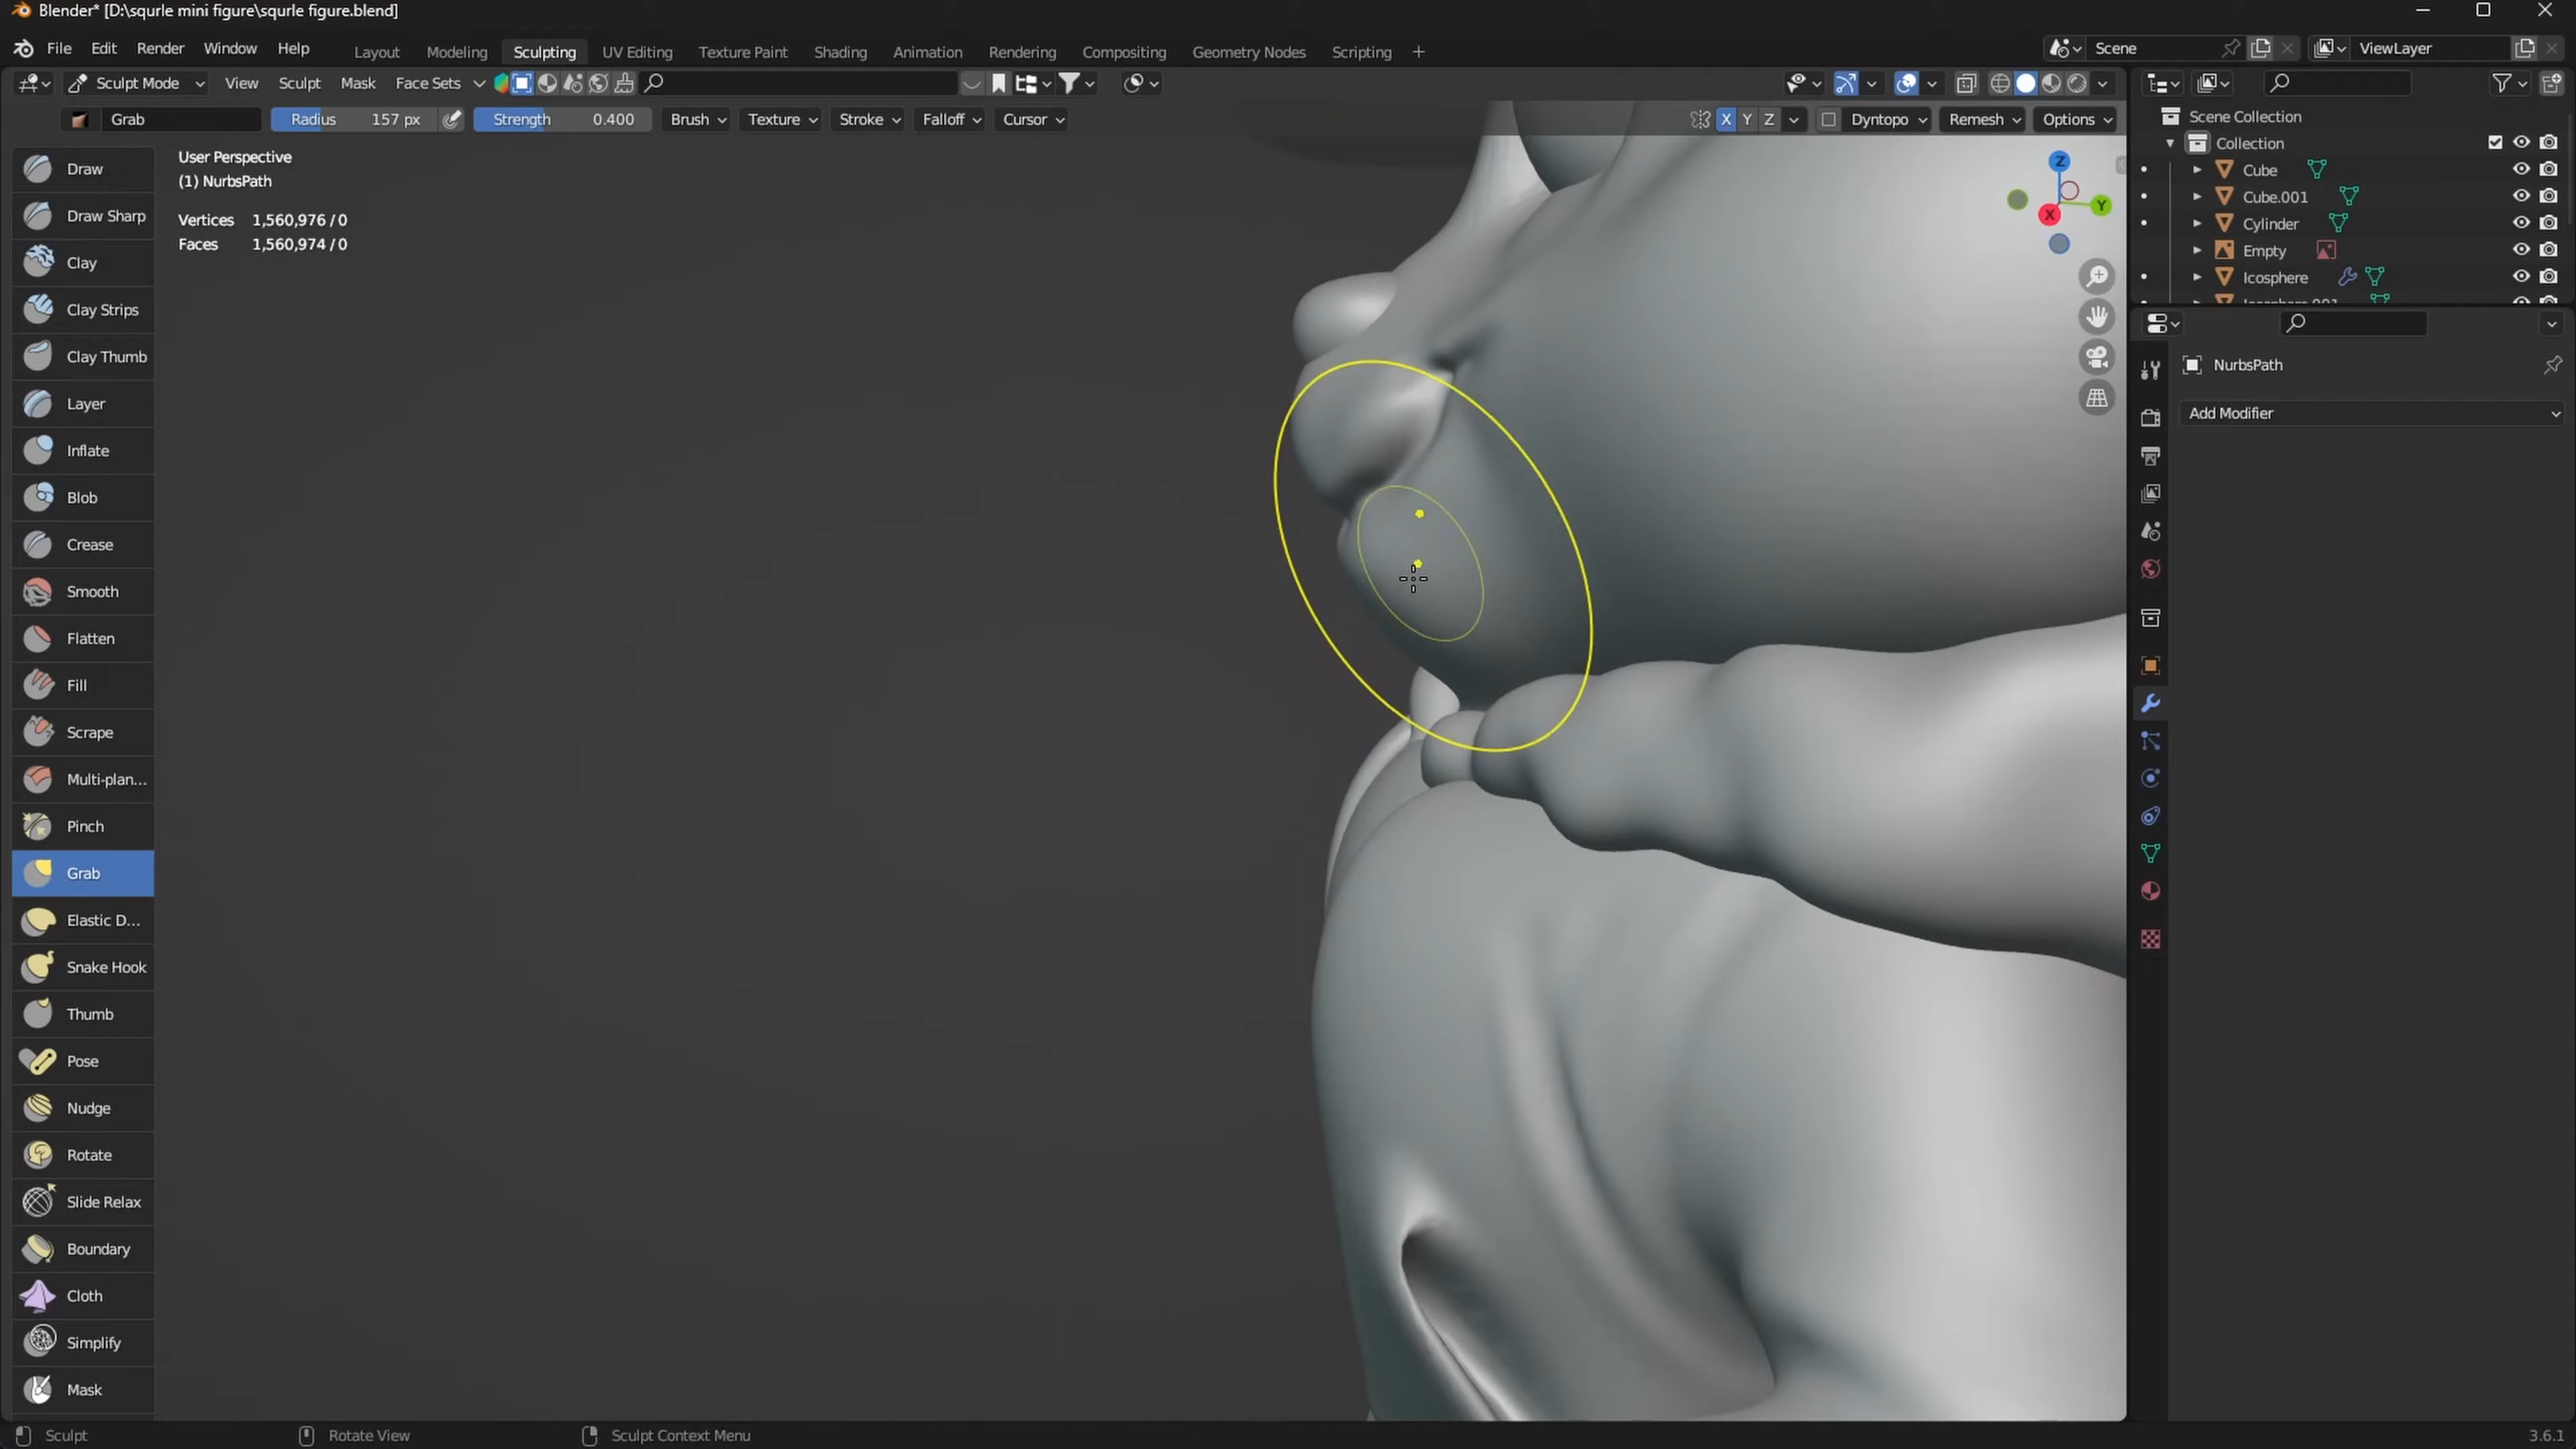 Blender* [D:\squrle mini figure\squrle figure.blend]
File Edit Render Window Help Layout Modeling Sculpting UV Editing Texture Paint Shading Animation Rendering Compositing Geometry Nodes Scripting + Scene ViewLayer
Sculpt Mode View Sculpt Mask Face Sets
Grab Radius 157 px Strength 0.400 Brush Texture Stroke Falloff Cursor X Y Z Dyntopo Remesh Options
User Perspective
(1) NurbsPath
Vertices 1,560,976 / 0
Faces 1,560,974 / 0
Draw
Draw Sharp
Clay
Clay Strips
Clay Thumb
Layer
Inflate
Blob
Crease
Smooth
Flatten
Fill
Scrape
Multi-plan...
Pinch
Grab
Elastic D...
Snake Hook
Thumb
Pose
Nudge
Rotate
Slide Relax
Boundary
Cloth
Simplify
Mask
Z
Y
X
Scene Collection
Collection
Cube
Cube.001
Cylinder
Empty
Icosphere
Icosphere.001
NurbsPath
Add Modifier
Sculpt Rotate View Sculpt Context Menu 3.6.1